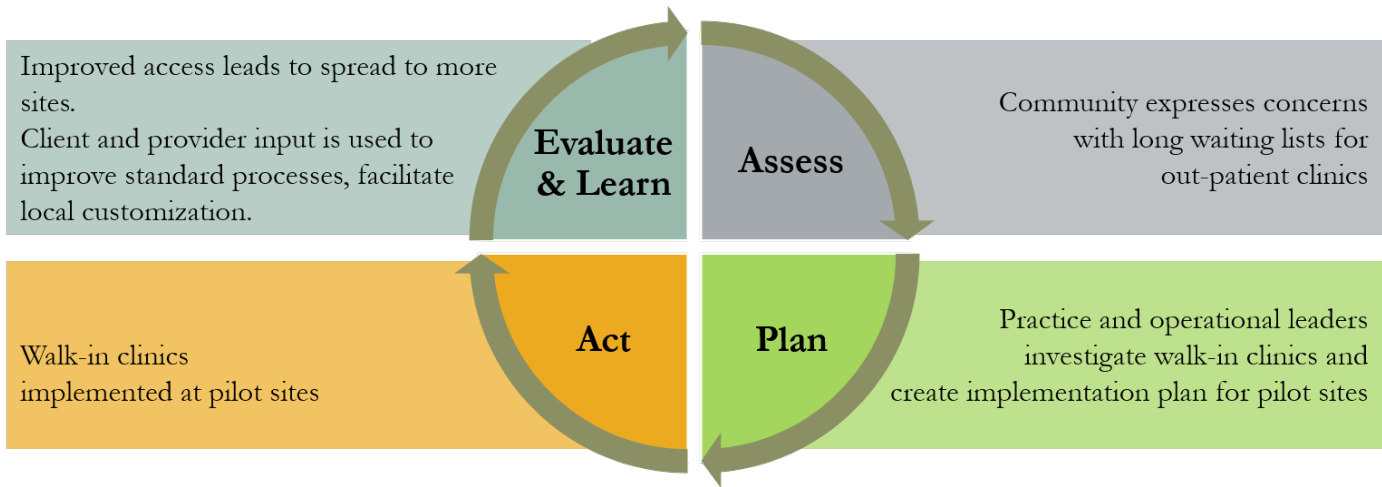 Improved access leads to spread to more
sites.
Client and provider input is used to
improve standard processes, facilitate
local customization.
Evaluate
& Learn
Assess
Community expresses concerns
with long waiting lists for
out-patient clinics
Walk-in clinics
implemented at pilot sites
Act
Plan
Practice and operational leaders
investigate walk-in clinics and
create implementation plan for pilot sites